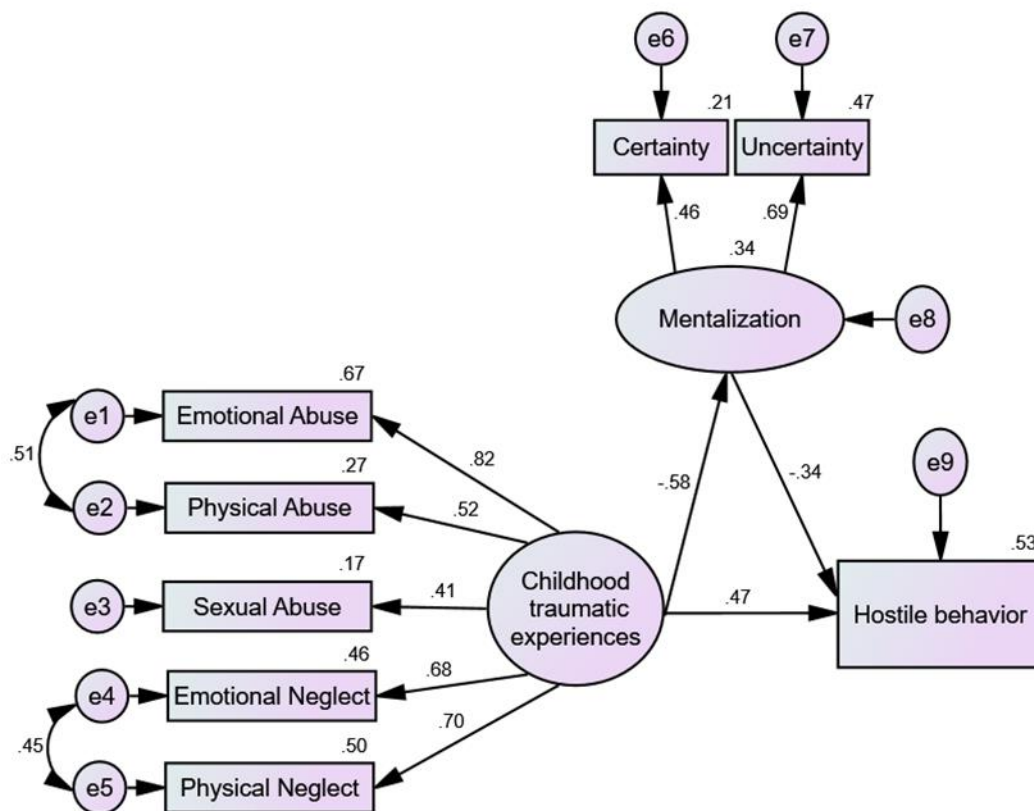 e6
e7
.21
.47
Certainty
Uncertainty
.46
.69
.34
Mentalization
e8
.67
e1
Emotional Abuse
.51
.82
.27
e2
Physical Abuse
.52
-.58
-.34
e9
.53
.17
e3
Sexual Abuse
.41
Childhood
traumatic
experiences
.47
Hostile behavior
.46
e4
Emotional Neglect
.68
.45
.70
.50
e5
Physical Neglect